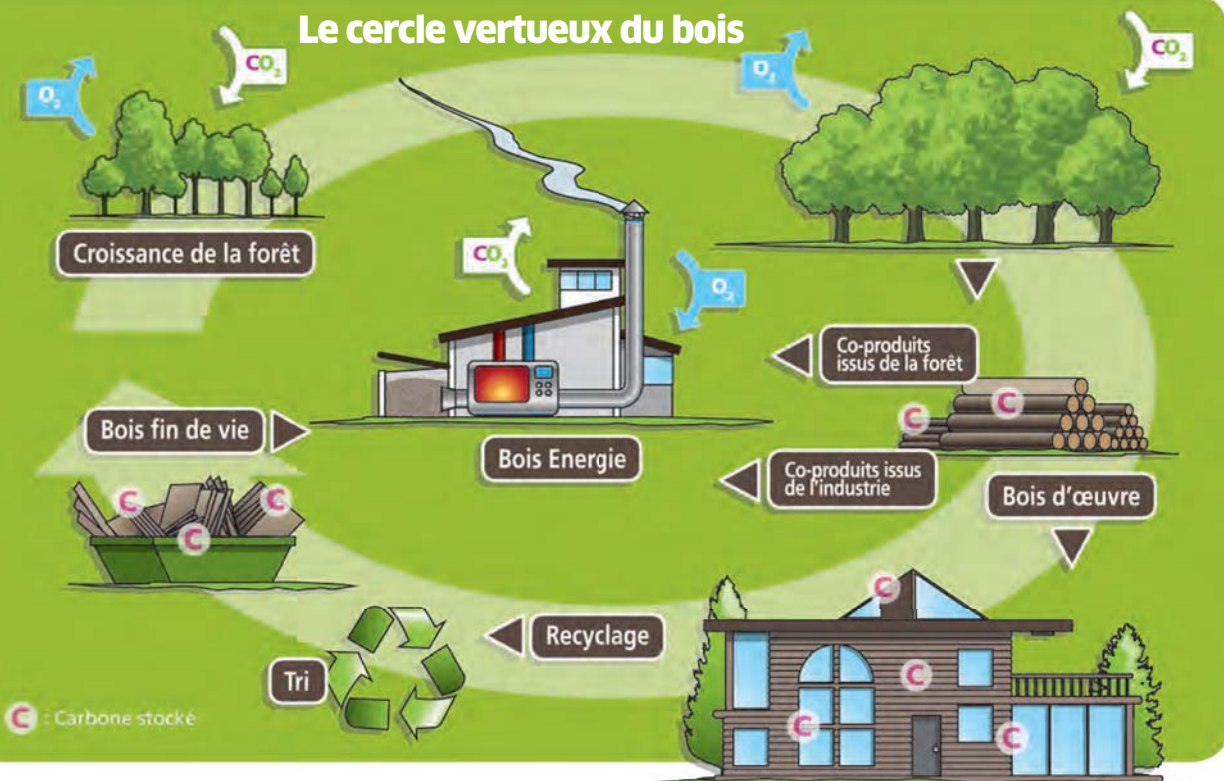 Le cercle vertueux du bois
O₂
CO₂
O₂
CO₂
Croissance de la forêt
CO₂
O₂
Co-produits
issus de la forêt
C
C
Bois fin de vie
Bois Energie
Co-produits issus
de l'industrie
Bois d'œuvre
C
C
C
C
Recyclage
Tri
C
C
C
C : Carbone stocké